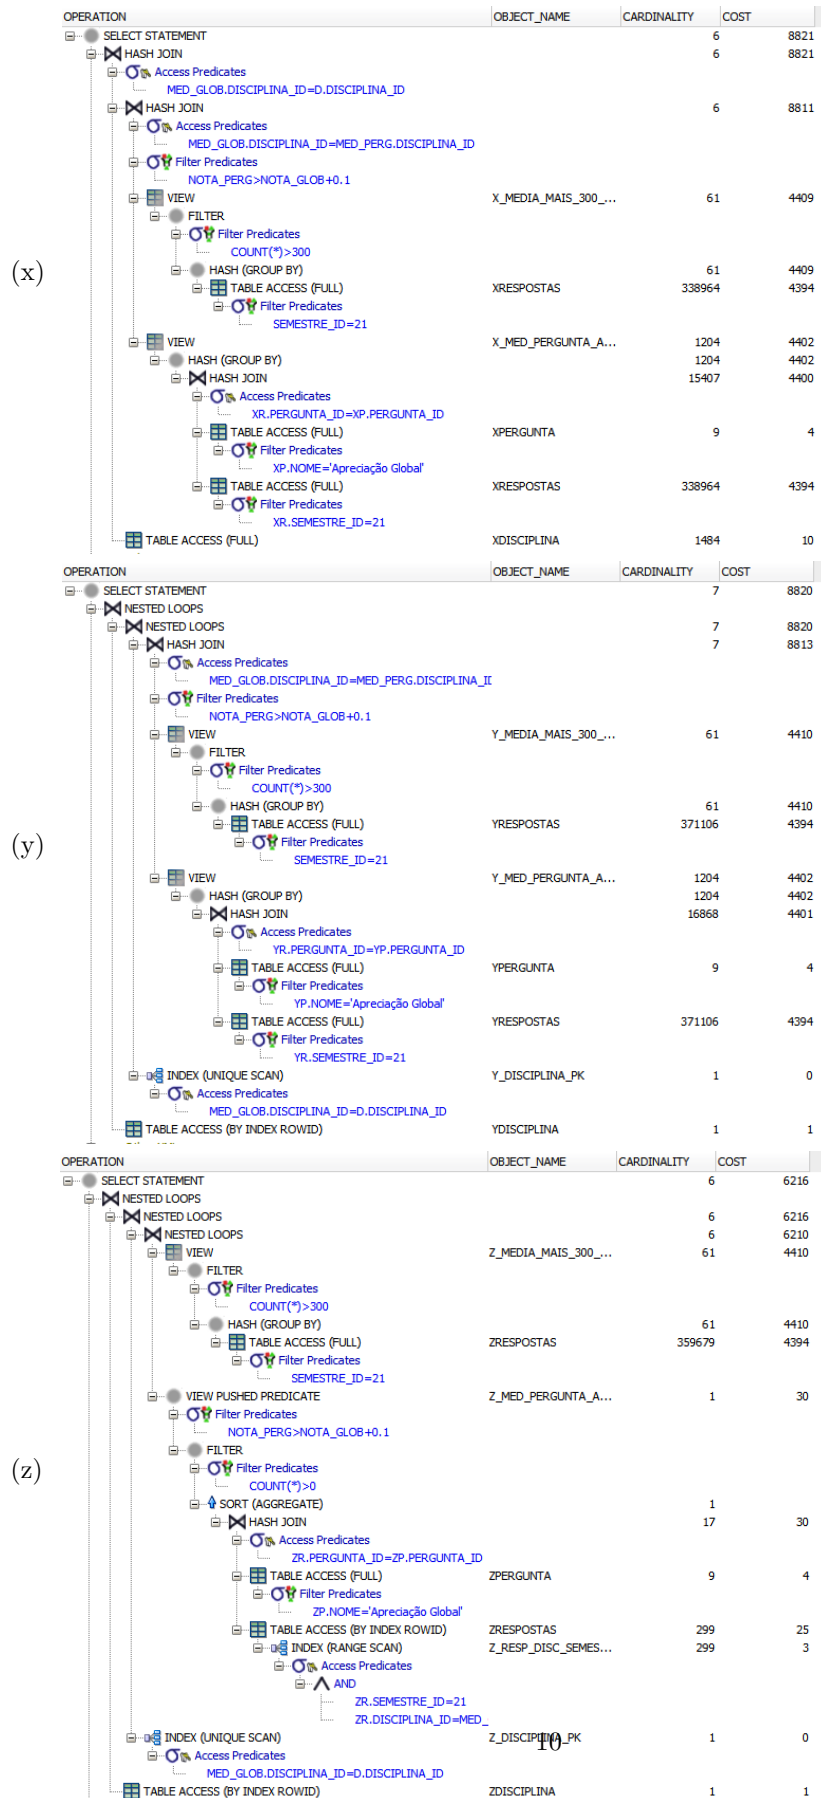 OPERATION OBJECT_NAME CARDINALITY COST
SELECT STATEMENT 6 8821
HASH JOIN 6 8821
Access Predicates
MED_GLOB.DISCIPLINA_ID=D.DISCIPLINA_ID
HASH JOIN 6 8811
Access Predicates
MED_GLOB.DISCIPLINA_ID=MED_PERG.DISCIPLINA_ID
Filter Predicates
NOTA_PERG>NOTA_GLOB+0.1
VIEW X_MEDIA_MAIS_300_... 61 4409
FILTER
Filter Predicates
COUNT(*)>300
(x)
HASH (GROUP BY) 61 4409
TABLE ACCESS (FULL) XRESPOSTAS 338964 4394
Filter Predicates
SEMESTRE_ID=21
VIEW X_MED_PERGUNTA_A... 1204 4402
HASH (GROUP BY) 1204 4402
HASH JOIN 15407 4400
Access Predicates
XR.PERGUNTA_ID=XP.PERGUNTA_ID
TABLE ACCESS (FULL) XPERGUNTA 9 4
Filter Predicates
XP.NOME='Apreciação Global'
TABLE ACCESS (FULL) XRESPOSTAS 338964 4394
Filter Predicates
XR.SEMESTRE_ID=21
TABLE ACCESS (FULL) XDISCIPLINA 1484 10
OPERATION OBJECT_NAME CARDINALITY COST
SELECT STATEMENT 7 8820
NESTED LOOPS
NESTED LOOPS 7 8820
HASH JOIN 7 8813
Access Predicates
MED_GLOB.DISCIPLINA_ID=MED_PERG.DISCIPLINA_ID
Filter Predicates
NOTA_PERG>NOTA_GLOB+0.1
VIEW Y_MEDIA_MAIS_300_... 61 4410
FILTER
Filter Predicates
COUNT(*)>300
HASH (GROUP BY) 61 4410
TABLE ACCESS (FULL) YRESPOSTAS 371106 4394
(y)
Filter Predicates
SEMESTRE_ID=21
VIEW Y_MED_PERGUNTA_A... 1204 4402
HASH (GROUP BY) 1204 4402
HASH JOIN 16868 4401
Access Predicates
YR.PERGUNTA_ID=YP.PERGUNTA_ID
TABLE ACCESS (FULL) YPERGUNTA 9 4
Filter Predicates
YP.NOME='Apreciação Global'
TABLE ACCESS (FULL) YRESPOSTAS 371106 4394
Filter Predicates
YR.SEMESTRE_ID=21
INDEX (UNIQUE SCAN) Y_DISCIPLINA_PK 1 0
Access Predicates
MED_GLOB.DISCIPLINA_ID=D.DISCIPLINA_ID
TABLE ACCESS (BY INDEX ROWID) YDISCIPLINA 1 1
OPERATION OBJECT_NAME CARDINALITY COST
SELECT STATEMENT 6 6216
NESTED LOOPS
NESTED LOOPS 6 6216
NESTED LOOPS 6 6210
VIEW Z_MEDIA_MAIS_300_... 61 4410
FILTER
Filter Predicates
COUNT(*)>300
HASH (GROUP BY) 61 4410
TABLE ACCESS (FULL) ZRESPOSTAS 359679 4394
Filter Predicates
SEMESTRE_ID=21
VIEW PUSHED PREDICATE Z_MED_PERGUNTA_A... 1 30
Filter Predicates
NOTA_PERG>NOTA_GLOB+0.1
FILTER
(z)
Filter Predicates
COUNT(*)>0
SORT (AGGREGATE) 1
HASH JOIN 17 30
Access Predicates
ZR.PERGUNTA_ID=ZP.PERGUNTA_ID
TABLE ACCESS (FULL) ZPERGUNTA 9 4
Filter Predicates
ZP.NOME='Apreciação Global'
TABLE ACCESS (BY INDEX ROWID) ZRESPOSTAS 299 25
INDEX (RANGE SCAN) Z_RESP_DISC_SEMES... 299 3
Access Predicates
AND
ZR.SEMESTRE_ID=21
ZR.DISCIPLINA_ID=MED_
INDEX (UNIQUE SCAN) Z_DISCIPLINA_PK 1 0
10
Access Predicates
MED_GLOB.DISCIPLINA_ID=D.DISCIPLINA_ID
TABLE ACCESS (BY INDEX ROWID) ZDISCIPLINA 1 1